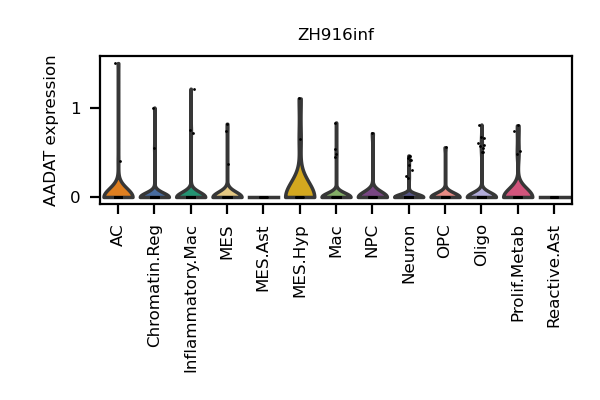 ZH916inf
AADAT expression
1
0
AC
Chromatin.Reg
Inflammatory.Mac
MES
MES.Ast
MES.Hyp
Mac
NPC
Neuron
OPC
Oligo
Prolif.Metab
Reactive.Ast